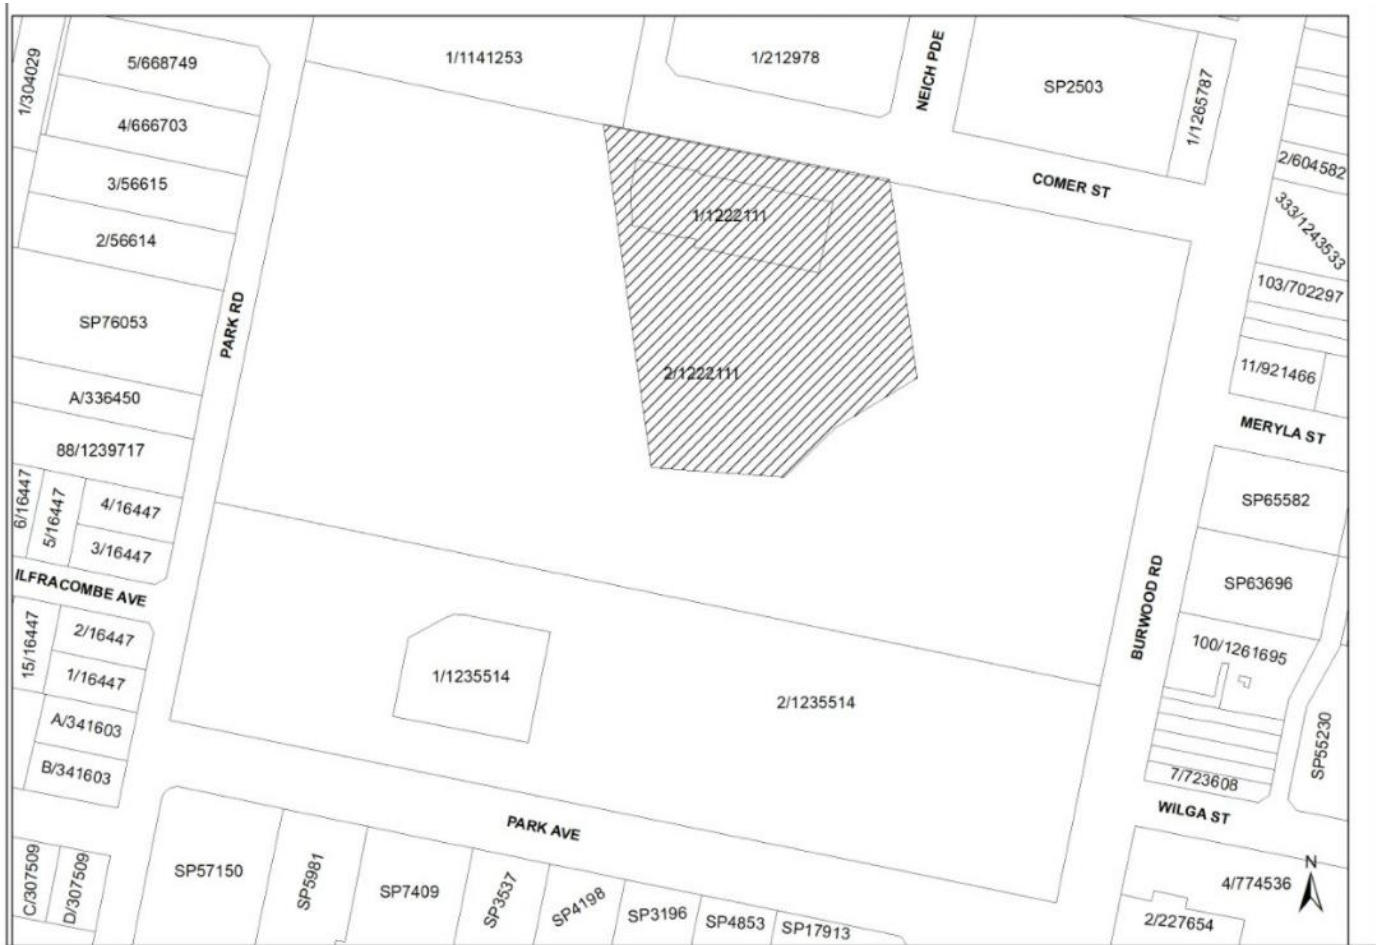 1/304029
5/668749
1/1141253
1/212978
NEICH PDE
SP2503
1/1265787
4/666703
2/604582
3/56615
COMER ST
1/1222111
333/1243533
2/56614
103/702297
SP76053
PARK RD
2/1222111
11/921466
A/336450
MERYLA ST
88/1239717
6/16447
5/16447
4/16447
SP65582
3/16447
ILFRACOMBE AVE
SP63696
BURWOOD RD
15/16447
2/16447
100/1261695
1/16447
1/1235514
2/1235514
A/341603
SP55230
B/341603
7/723608
WILGA ST
PARK AVE
N
C/307509
D/307509
SP57150
SP5981
SP7409
SP3537
SP4198
SP3196
SP4853
SP17913
4/774536
2/227654